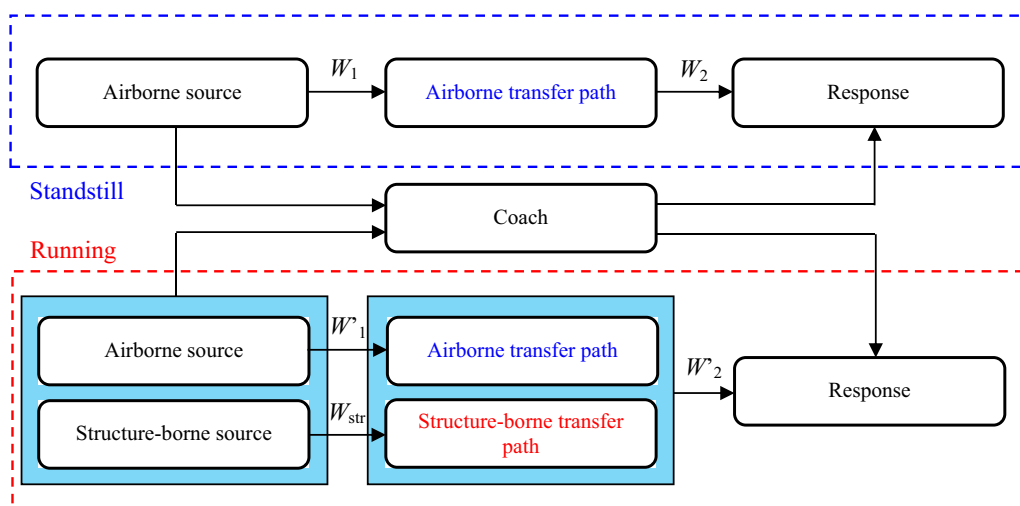 W1
W2
Airborne source
Airborne transfer path
Response
Standstill
Coach
Running
W’1
Airborne source
Airborne transfer path
W’2
Response
Wstr
Structure-borne source
Structure-borne transfer
path